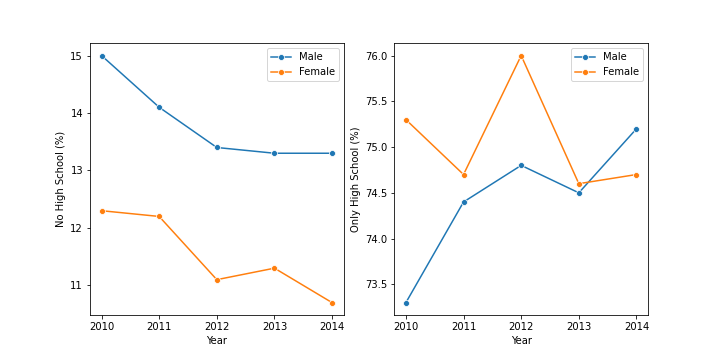 No High School (%)
15
14
13
12
11
Male
Female
2010 2011 2012 2013 2014
Year
Only High School (%)
76.0
75.5
75.0
74.5
74.0
73.5
Male
Female
2010 2011 2012 2013 2014
Year